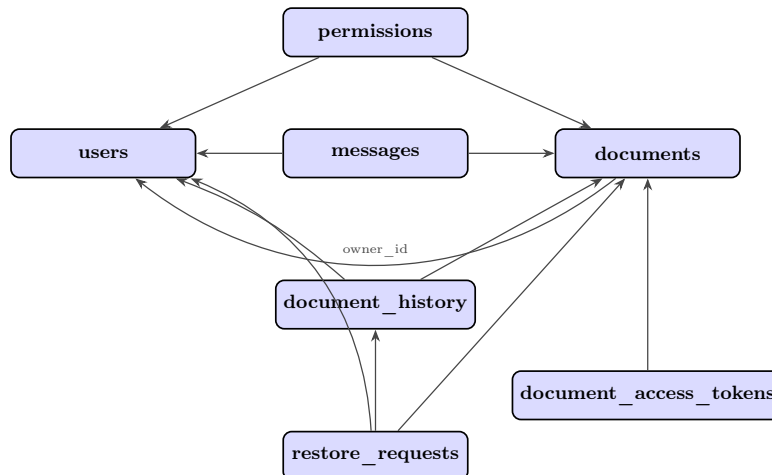 permissions
users
messages
documents
owner_id
document_history
document_access_tokens
restore_requests